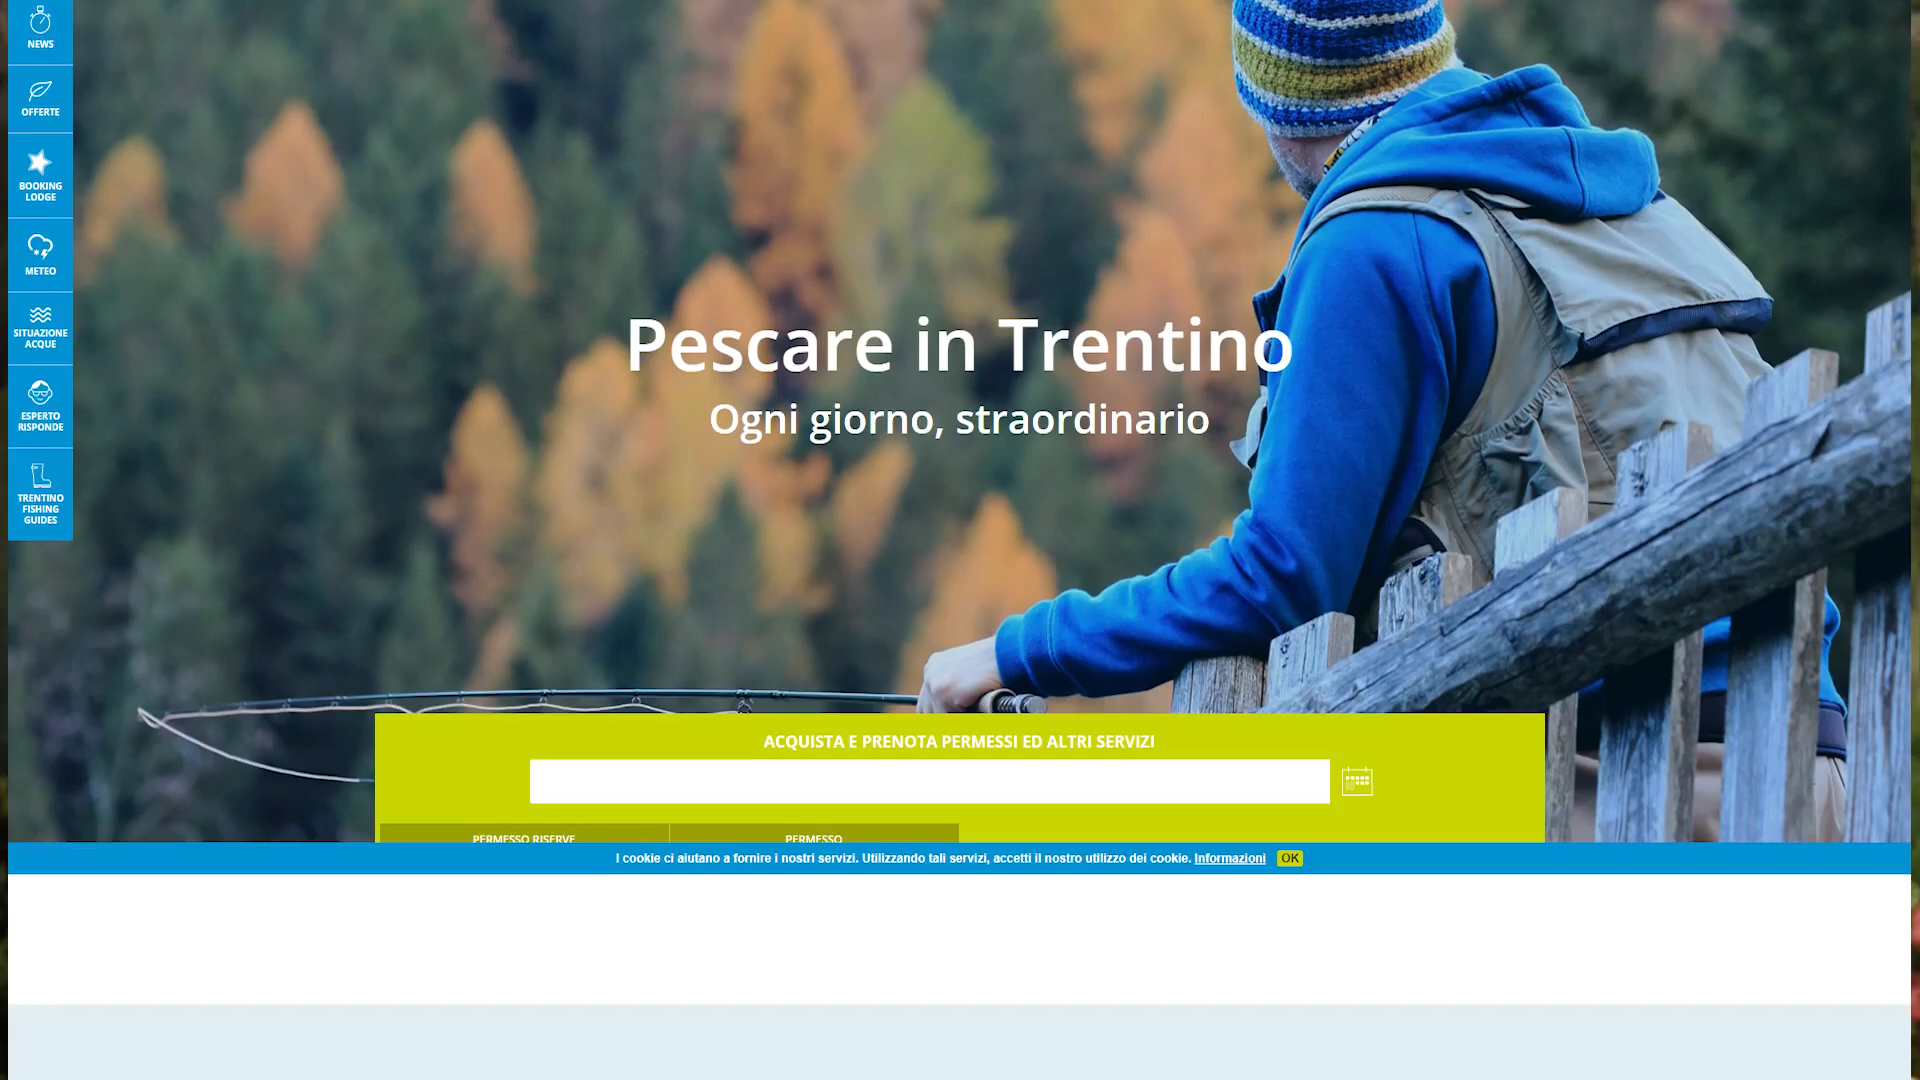 NEWS
OFFERTE
BOOKING
LODGE
METEO
SITUAZIONE
ACQUE
ESPERTO
RISPONDE
TRENTINO
FISHING
GUIDES
Pescare in Trentino
Ogni giorno, straordinario
ACQUISTA E PRENOTA PERMESSI ED ALTRI SERVIZI
PERMESSO RISERVE
PERMESSO
I cookie ci aiutano a fornire i nostri servizi. Utilizzando tali servizi, accetti il nostro utilizzo dei cookie. Informazioni OK